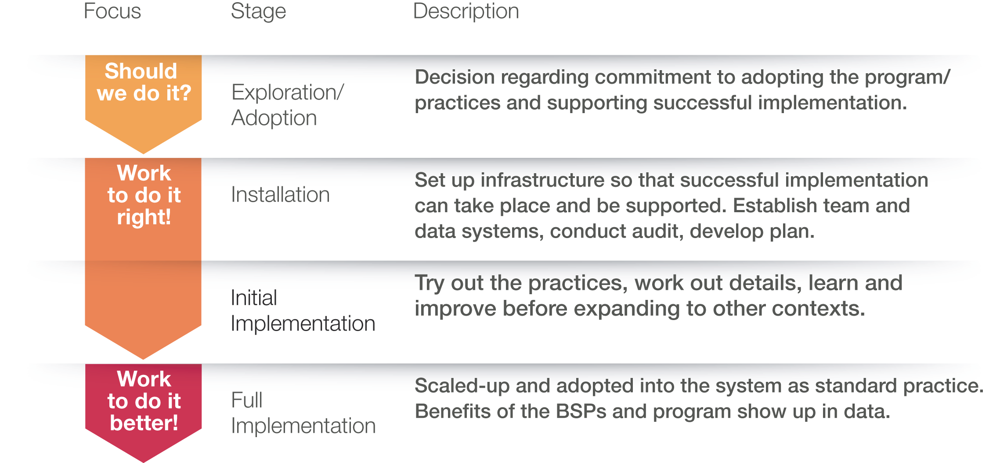 Focus
Stage
Description
Should
we do it?
Exploration/
Adoption
Decision regarding commitment to adopting the program/
practices and supporting successful implementation.
Work
to do it
right!
Installation
Set up infrastructure so that successful implementation
can take place and be supported. Establish team and
data systems, conduct audit, develop plan.
Initial
Implementation
Try out the practices, work out details, learn and
improve before expanding to other contexts.
Work
to do it
better!
Full
Implementation
Scaled-up and adopted into the system as standard practice.
Benefits of the BSPs and program show up in data.